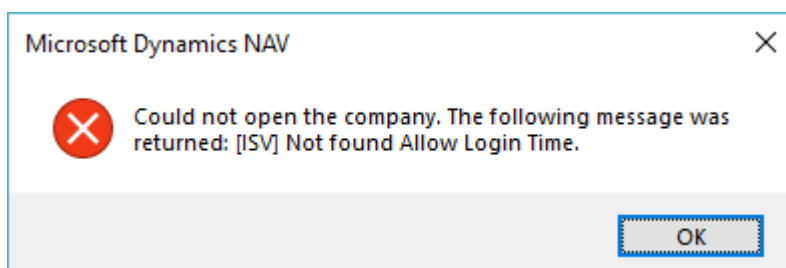 Microsoft Dynamics NAV
Could not open the company. The following message was
returned: [ISV] Not found Allow Login Time.
OK